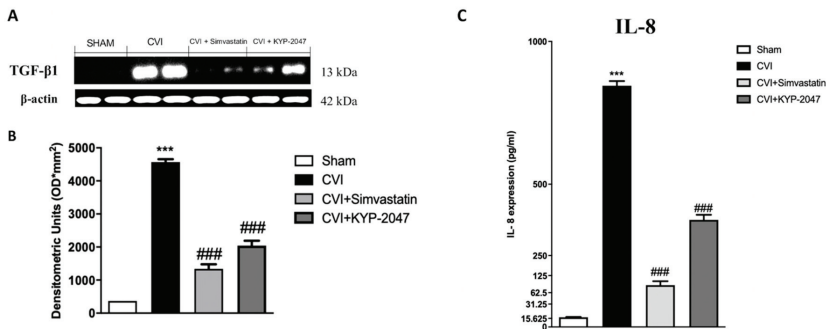 A
SHAM CVI CVI + Simvastatin CVI + KYP-2047
TGF-β1 13 kDa
β-actin 42 kDa
B
Densitometric Units (OD*mm²)
5000
4000
3000
2000
1000
0
***
###
###
Sham
CVI
CVI+Simvastatin
CVI+KYP-2047
C
IL-8
IL- 8 expression (pg/ml)
1000
500
250
125
62.5
31.25
15.625
0
***
###
###
Sham
CVI
CVI+Simvastatin
CVI+KYP-2047